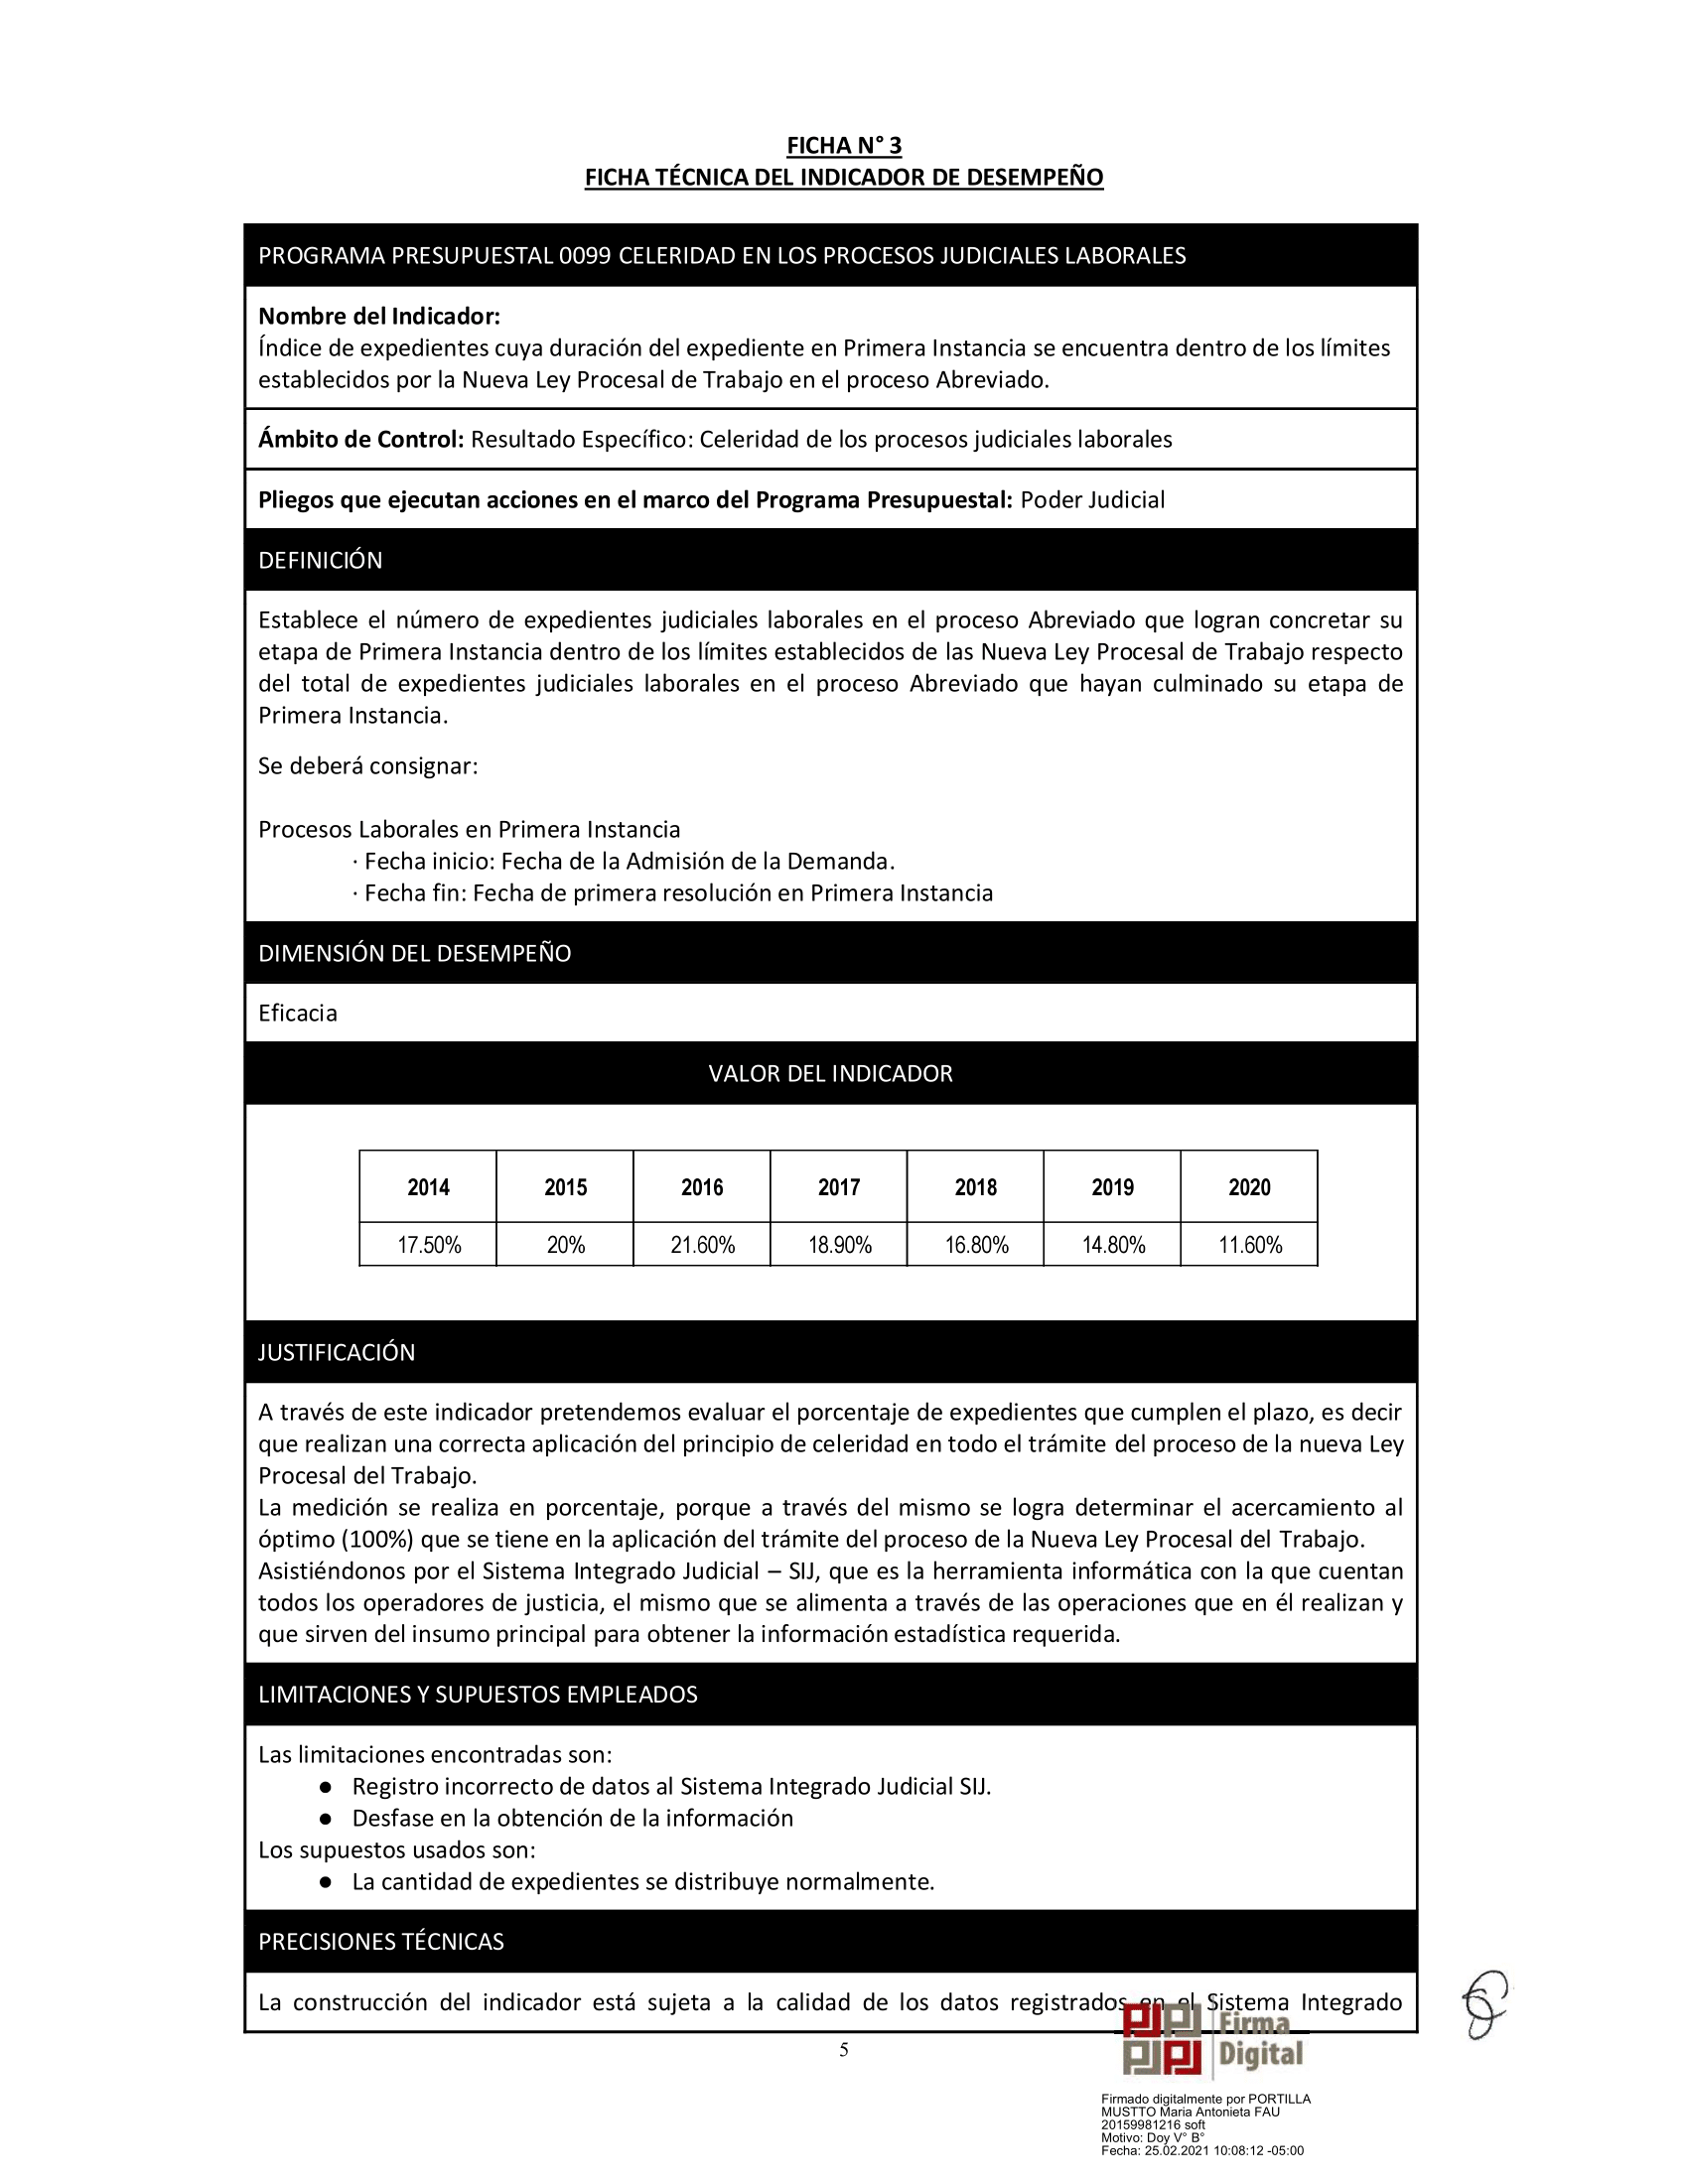 FICHA N° 3
FICHA TÉCNICA DEL INDICADOR DE DESEMPEÑO
PROGRAMA PRESUPUESTAL 0099 CELERIDAD EN LOS PROCESOS JUDICIALES LABORALES
Nombre del Indicador:
Índice de expedientes cuya duración del expediente en Primera Instancia se encuentra dentro de los límites
establecidos por la Nueva Ley Procesal de Trabajo en el proceso Abreviado.
Ámbito de Control: Resultado Específico: Celeridad de los procesos judiciales laborales
Pliegos que ejecutan acciones en el marco del Programa Presupuestal: Poder Judicial
DEFINICIÓN
Establece el número de expedientes judiciales laborales en el proceso Abreviado que logran concretar su
etapa de Primera Instancia dentro de los límites establecidos de las Nueva Ley Procesal de Trabajo respecto
del total de expedientes judiciales laborales en el proceso Abreviado que hayan culminado su etapa de
Primera Instancia.
Se deberá consignar:
Procesos Laborales en Primera Instancia
· Fecha inicio: Fecha de la Admisión de la Demanda.
· Fecha fin: Fecha de primera resolución en Primera Instancia
DIMENSIÓN DEL DESEMPEÑO
Eficacia
VALOR DEL INDICADOR
2014 2015 2016 2017 2018 2019 2020
17.50% 20% 21.60% 18.90% 16.80% 14.80% 11.60%
JUSTIFICACIÓN
A través de este indicador pretendemos evaluar el porcentaje de expedientes que cumplen el plazo, es decir
que realizan una correcta aplicación del principio de celeridad en todo el trámite del proceso de la nueva Ley
Procesal del Trabajo.
La medición se realiza en porcentaje, porque a través del mismo se logra determinar el acercamiento al
óptimo (100%) que se tiene en la aplicación del trámite del proceso de la Nueva Ley Procesal del Trabajo.
Asistiéndonos por el Sistema Integrado Judicial – SIJ, que es la herramienta informática con la que cuentan
todos los operadores de justicia, el mismo que se alimenta a través de las operaciones que en él realizan y
que sirven del insumo principal para obtener la información estadística requerida.
LIMITACIONES Y SUPUESTOS EMPLEADOS
Las limitaciones encontradas son:
● Registro incorrecto de datos al Sistema Integrado Judicial SIJ.
● Desfase en la obtención de la información
Los supuestos usados son:
● La cantidad de expedientes se distribuye normalmente.
PRECISIONES TÉCNICAS
La construcción del indicador está sujeta a la calidad de los datos registrados en el Sistema Integrado
5
Firma
Digital
Firmado digitalmente por PORTILLA
MUSTTO Maria Antonieta FAU
20159981216 soft
Motivo: Doy V° B°
Fecha: 25.02.2021 10:08:12 -05:00